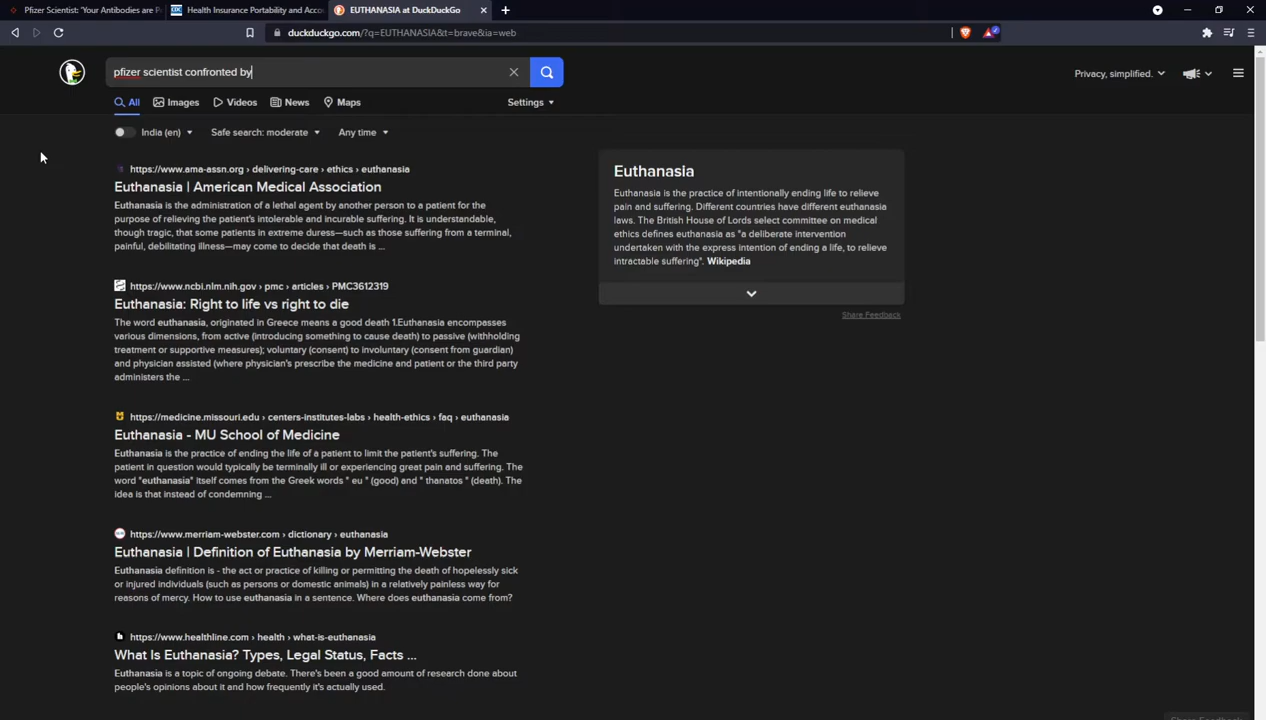 Pfizer Scientist: 'Your Antibodies are P
Health Insurance Portability and Accou
EUTHANASIA at DuckDuckGo
duckduckgo.com/?q=EUTHANASIA&t=brave&ia=web
pfizer scientist confronted by
Privacy, simplified.
All
Images
Videos
News
Maps
Settings
India (en)
Safe search: moderate
Any time
https://www.ama-assn.org › delivering-care › ethics › euthanasia
Euthanasia | American Medical Association
Euthanasia is the administration of a lethal agent by another person to a patient for the
purpose of relieving the patient's intolerable and incurable suffering. It is understandable,
though tragic, that some patients in extreme duress—such as those suffering from a terminal,
painful, debilitating illness—may come to decide that death is ...
https://www.ncbi.nlm.nih.gov › pmc › articles › PMC3612319
Euthanasia: Right to life vs right to die
The word euthanasia, originated in Greece means a good death 1.Euthanasia encompasses
various dimensions, from active (introducing something to cause death) to passive (withholding
treatment or supportive measures); voluntary (consent) to involuntary (consent from guardian)
and physician assisted (where physician's prescribe the medicine and patient or the third party
administers the ...
https://medicine.missouri.edu › centers-institutes-labs › health-ethics › faq › euthanasia
Euthanasia - MU School of Medicine
Euthanasia is the practice of ending the life of a patient to limit the patient's suffering. The
patient in question would typically be terminally ill or experiencing great pain and suffering. The
word "euthanasia" itself comes from the Greek words " eu " (good) and " thanatos " (death). The
idea is that instead of condemning ...
https://www.merriam-webster.com › dictionary › euthanasia
Euthanasia | Definition of Euthanasia by Merriam-Webster
Euthanasia definition is - the act or practice of killing or permitting the death of hopelessly sick
or injured individuals (such as persons or domestic animals) in a relatively painless way for
reasons of mercy. How to use euthanasia in a sentence. Where does euthanasia come from?
https://www.healthline.com › health › what-is-euthanasia
What Is Euthanasia? Types, Legal Status, Facts ...
Euthanasia is a topic of ongoing debate. There's been a good amount of research done about
people's opinions about it and how frequently it's actually used.
Euthanasia
Euthanasia is the practice of intentionally ending life to relieve
pain and suffering. Different countries have different euthanasia
laws. The British House of Lords select committee on medical
ethics defines euthanasia as "a deliberate intervention
undertaken with the express intention of ending a life, to relieve
intractable suffering". Wikipedia
Share Feedback
Share Feedback